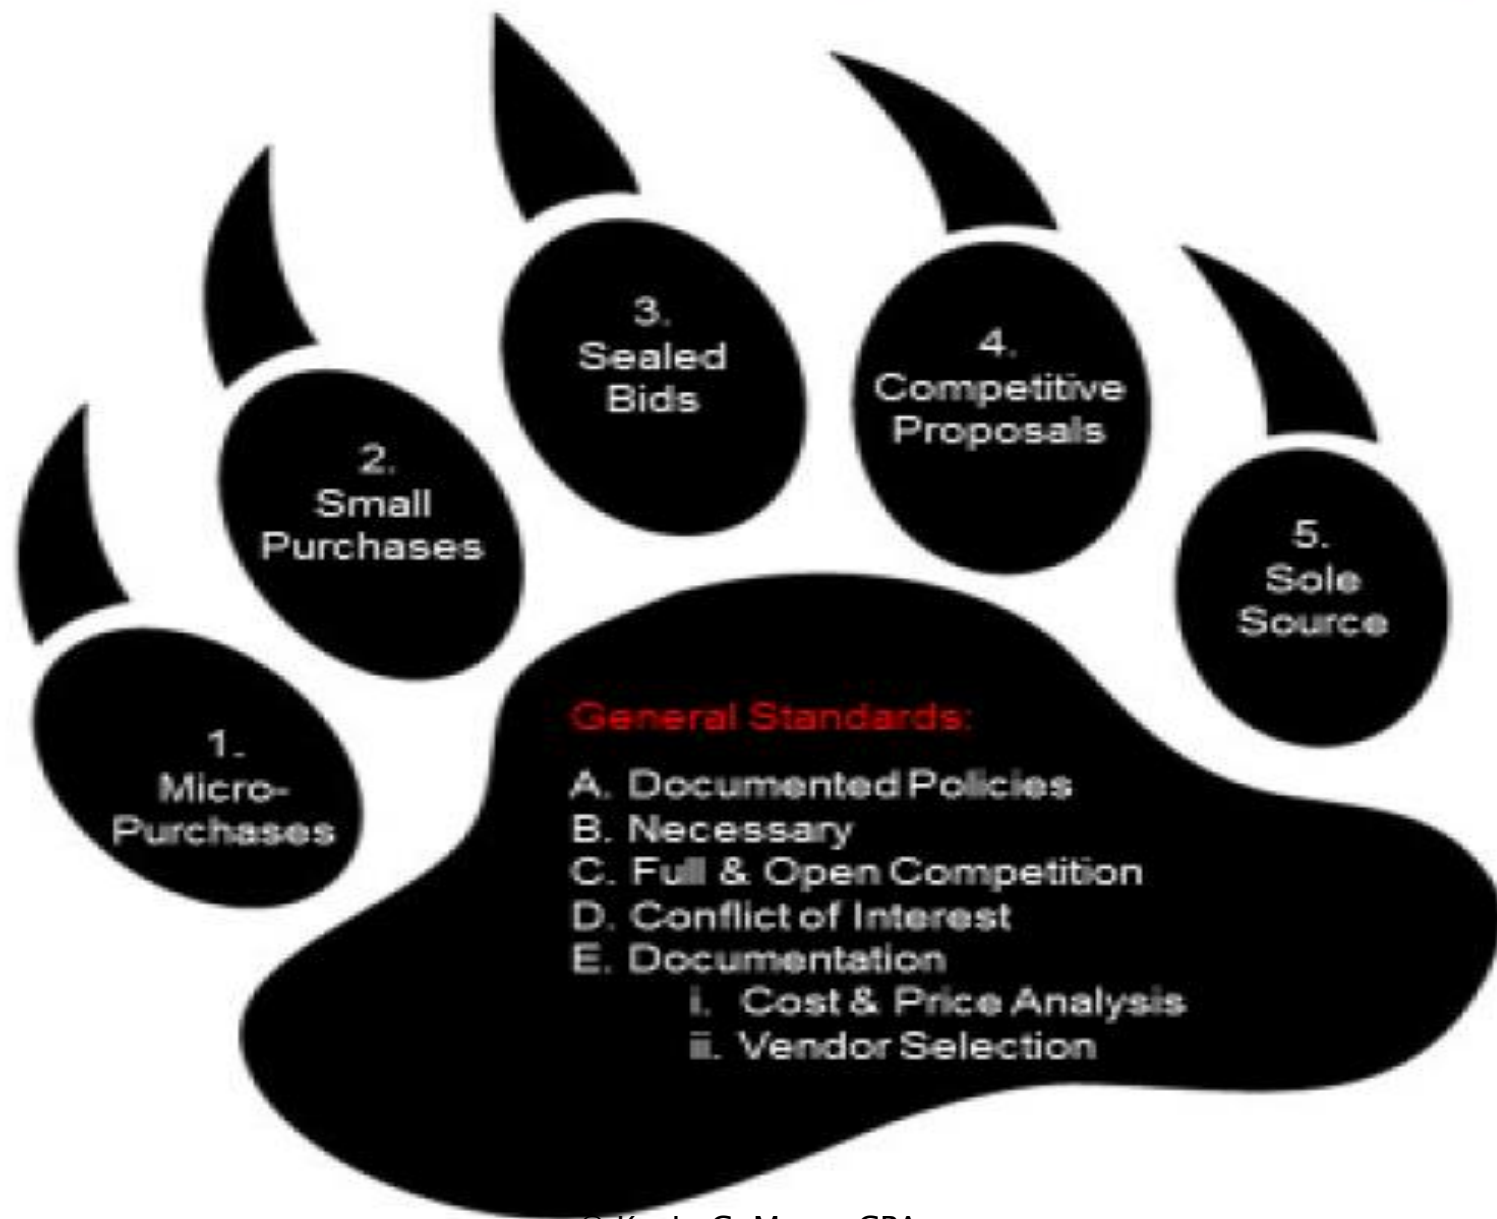 3.
Sealed
Bids
4.
Competitive
Proposals
2.
Small
Purchases
5.
Sole
Source
1.
Micro-
Purchases
General Standards:
A. Documented Policies
B. Necessary
C. Full & Open Competition
D. Conflict of Interest
E. Documentation
i. Cost & Price Analysis
ii. Vendor Selection